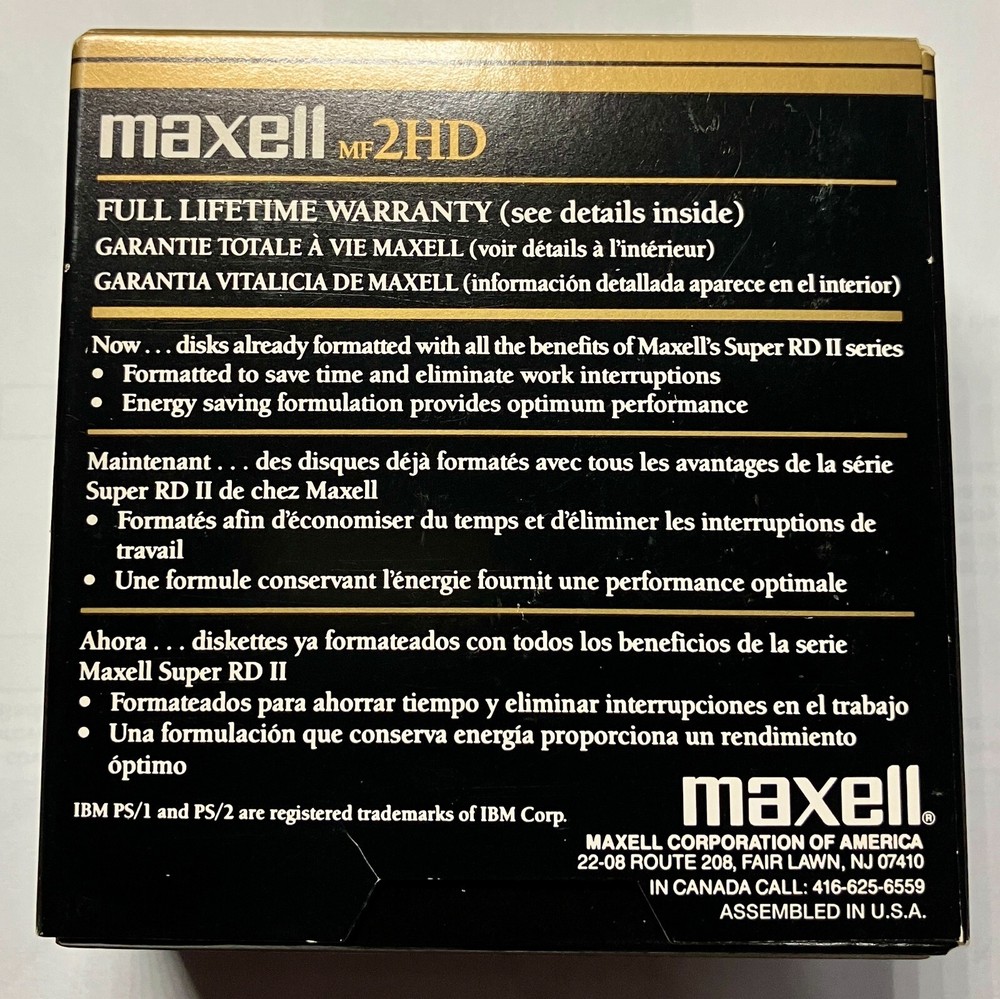 maxell MF2HD
FULL LIFETIME WARRANTY (see details inside)
GARANTIE TOTALE À VIE MAXELL (voir détails à l'intérieur)
GARANTIA VITALICIA DE MAXELL (información detallada aparece en el interior)
Now . . . disks already formatted with all the benefits of Maxell's Super RD II series
• Formatted to save time and eliminate work interruptions
• Energy saving formulation provides optimum performance
Maintenant . . . des disques déjà formatés avec tous les avantages de la série
Super RD II de chez Maxell
• Formatés afin d'économiser du temps et d'éliminer les interruptions de
travail
• Une formule conservant l'énergie fournit une performance optimale
Ahora . . . diskettes ya formateados con todos los beneficios de la serie
Maxell Super RD II
• Formateados para ahorrar tiempo y eliminar interrupciones en el trabajo
• Una formulación que conserva energía proporciona un rendimiento
óptimo
IBM PS/1 and PS/2 are registered trademarks of IBM Corp.
maxell®
MAXELL CORPORATION OF AMERICA
22-08 ROUTE 208, FAIR LAWN, NJ 07410
IN CANADA CALL: 416-625-6559
ASSEMBLED IN U.S.A.